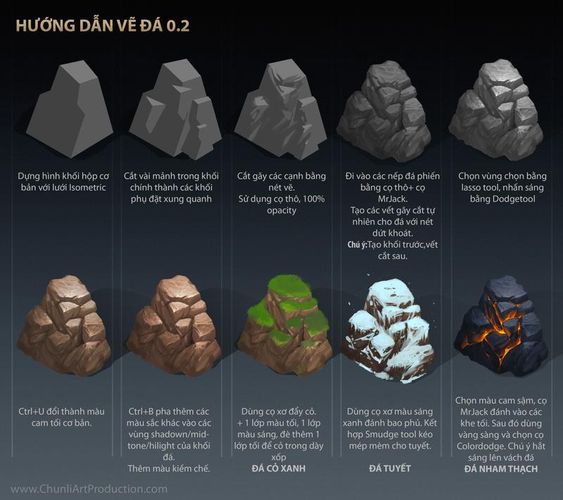 HƯỚNG DẪN VẼ ĐÁ 0.2
Dựng hình khối hộp cơ
bản với lưới Isometric
Cắt vài mảnh trong khối
chính thành các khối
phụ đặt xung quanh
Cắt gãy các cạnh bằng
nét vẽ.
Sử dụng cọ thô, 100%
opacity
Đi vào các nếp đá phiến
bằng cọ thô+ cọ
MrJack.
Tạo các vết gãy cắt tự
nhiên cho đá với nét
dứt khoát.
Chú ý:Tạo khối trước,vết
cắt sau.
Chọn vùng chọn bằng
lasso tool, nhấn sáng
bằng Dodgetool
Ctrl+U đổi thành màu
cam tối cơ bản.
Ctrl+B pha thêm các
màu sắc khác vào các
vùng shadown/mid-
tone/hilight của khối
đá.
Thêm màu kiềm chế.
Dùng cọ xơ đẩy cỏ.
+ 1 lớp màu tối, 1 lớp
màu sáng, đè thêm 1
lớp tối để cỏ trong dày
xốp
ĐÁ CỎ XANH
Dùng cọ xơ màu sáng
xanh đánh bao phủ. Kết
hợp Smudge tool kéo
mép mêm cho tuyết.
ĐÁ TUYẾT
Chọn màu cam sậm, cọ
MrJack đánh vào các
khe tối. Sau đó dùng
vàng sáng và chọn cọ
Colordodge. Chú ý hắt
sáng lên vách đá
ĐÁ NHAM THẠCH
www.ChunliArtProduction.com